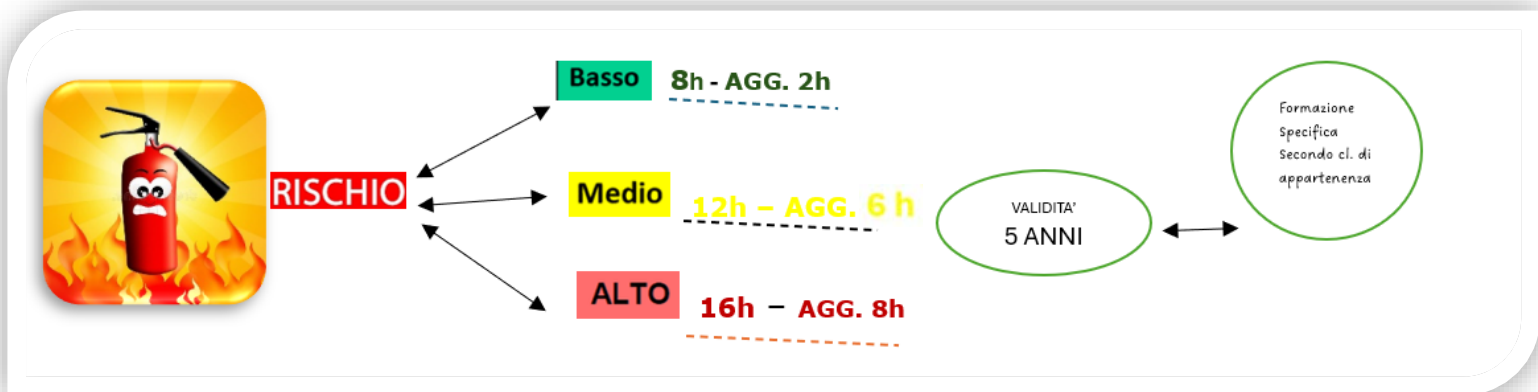 RISCHIO
Basso
8h - AGG. 2h
Medio
12h – AGG. 6 h
ALTO
16h – AGG. 8h
VALIDITA'
5 ANNI
Formazione
Specifica
Secondo cl. di
appartenenza